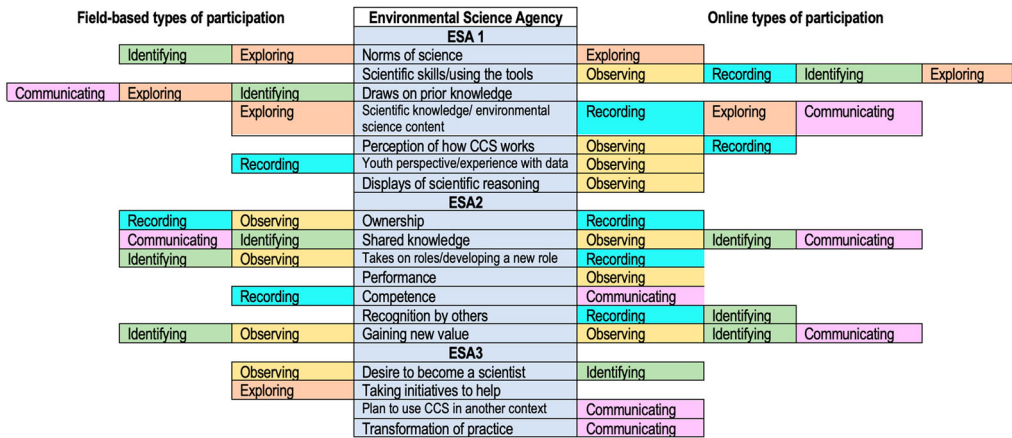 Field-based types of participation Environmental Science Agency Online types of participation
ESA 1
Identifying Exploring Norms of science Exploring
Scientific skills/using the tools Observing Recording Identifying Exploring
Communicating Exploring Identifying Draws on prior knowledge
Exploring Scientific knowledge/ environmental Recording Exploring Communicating
science content
Perception of how CCS works Observing Recording
Recording Youth perspective/experience with data Observing
Displays of scientific reasoning Observing
ESA2
Recording Observing Ownership Recording
Communicating Identifying Shared knowledge Observing Identifying Communicating
Identifying Observing Takes on roles/developing a new role Recording
Performance Observing
Recording Competence Communicating
Recognition by others Recording Identifying
Identifying Observing Gaining new value Observing Identifying Communicating
ESA3
Observing Desire to become a scientist Identifying
Exploring Taking initiatives to help
Plan to use CCS in another context Communicating
Transformation of practice Communicating